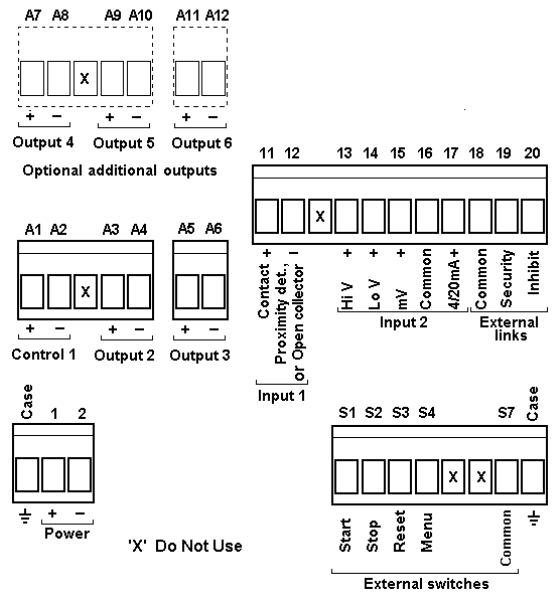 A7 A8 A9 A10 A11 A12
X
+ − + − + −
Output 4 Output 5 Output 6
Optional additional outputs
11 12 13 14 15 16 17 18 19 20
X
Contact +
Proximity det., −
or Open collector
Input 1
Hi V +
Lo V +
mV +
Common
4/20mA +
Input 2
Common
Security
Inhibit
External
links
A1 A2 A3 A4 A5 A6
X
+ − + − + −
Control 1 Output 2 Output 3
Case 1 2
+ −
Power
'X' Do Not Use
S1 S2 S3 S4 S7 Case
X X
Start
Stop
Reset
Menu
Common
External switches